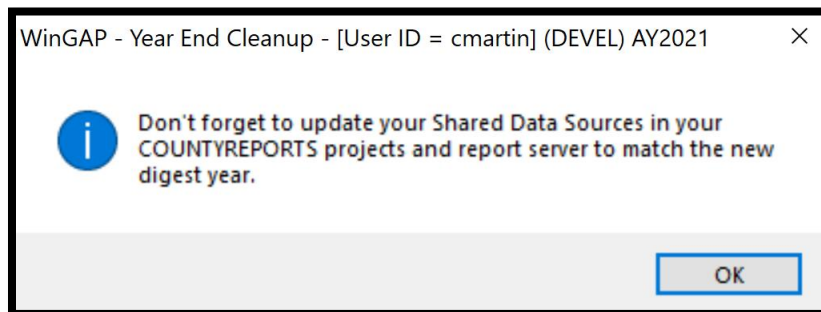 WinGAP - Year End Cleanup - [User ID = cmartin] (DEVEL) AY2021
Don't forget to update your Shared Data Sources in your
COUNTYREPORTS projects and report server to match the new
digest year.
OK